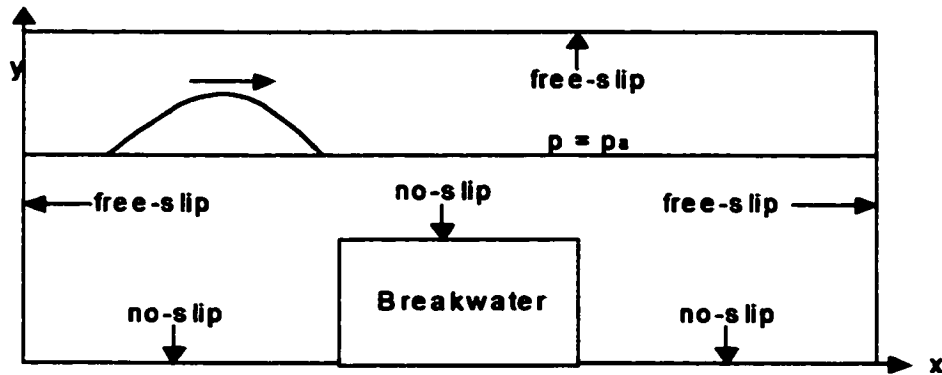 y
free-slip
p = pa
no-slip
free-slip
free-slip
Breakwater
no-slip
no-slip
x